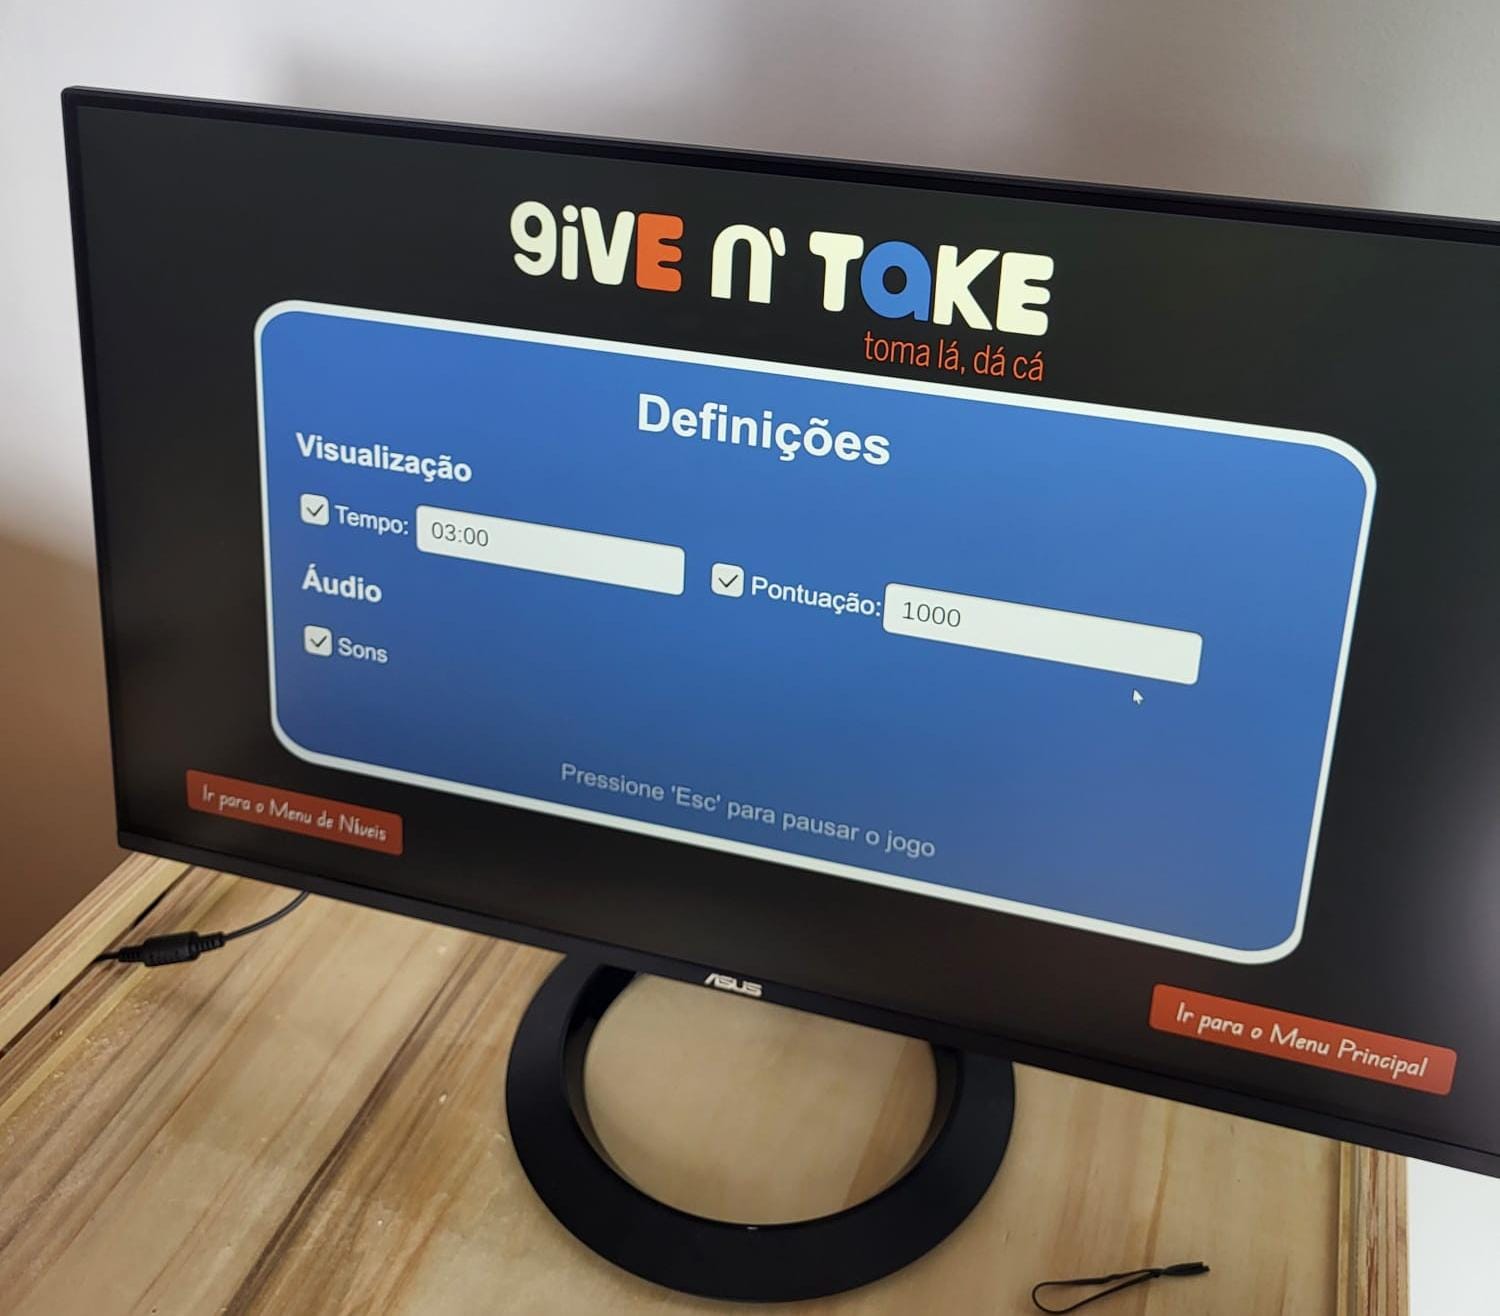 giVE n' TaKE
toma lá, dá cá
Definições
Visualização
Tempo: 03:00
Pontuação: 1000
Áudio
Sons
Pressione 'Esc' para pausar o jogo
Ir para o Menu de Níveis
Ir para o Menu Principal
ASUS